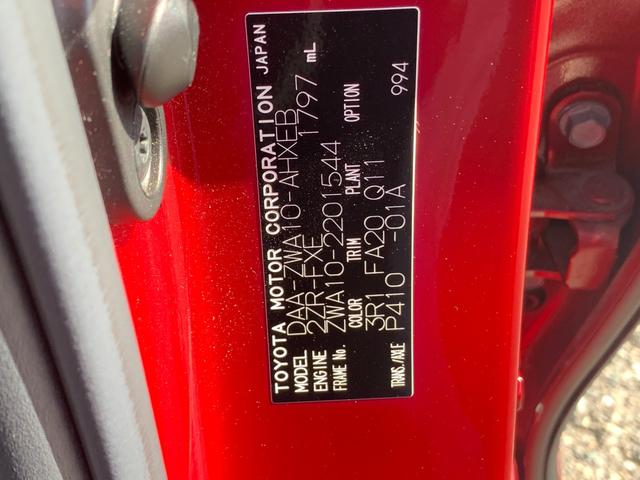 TOYOTA MOTOR CORPORATION JAPAN
MODEL DAA-ZWA10-AHXEB
ENGINE 2ZR-FXE 1797 mL
FRAME No. ZWA10-2201544
COLOR TRIM PLANT OPTION
3R1 FA20 Q11 994
TRANS./AXLE P410 -01A